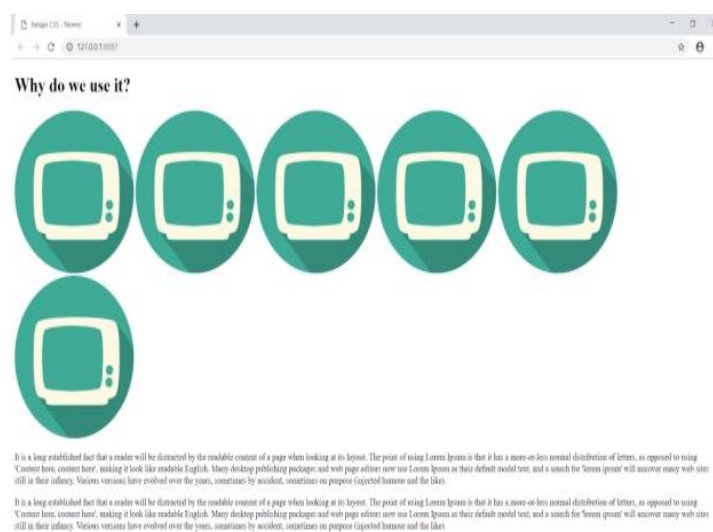 Belajar CSS - Normal
127.0.0.1:8887
Why do we use it?
It is a long established fact that a reader will be distracted by the readable content of a page when looking at its layout. The point of using Lorem Ipsum is that it has a more-or-less normal distribution of letters, as opposed to using
'Content here, content here', making it look like readable English. Many desktop publishing packages and web page editors now use Lorem Ipsum as their default model text, and a search for 'lorem ipsum' will uncover many web sites
still in their infancy. Various versions have evolved over the years, sometimes by accident, sometimes on purpose (injected humour and the like).
It is a long established fact that a reader will be distracted by the readable content of a page when looking at its layout. The point of using Lorem Ipsum is that it has a more-or-less normal distribution of letters, as opposed to using
'Content here, content here', making it look like readable English. Many desktop publishing packages and web page editors now use Lorem Ipsum as their default model text, and a search for 'lorem ipsum' will uncover many web sites
still in their infancy. Various versions have evolved over the years, sometimes by accident, sometimes on purpose (injected humour and the like).